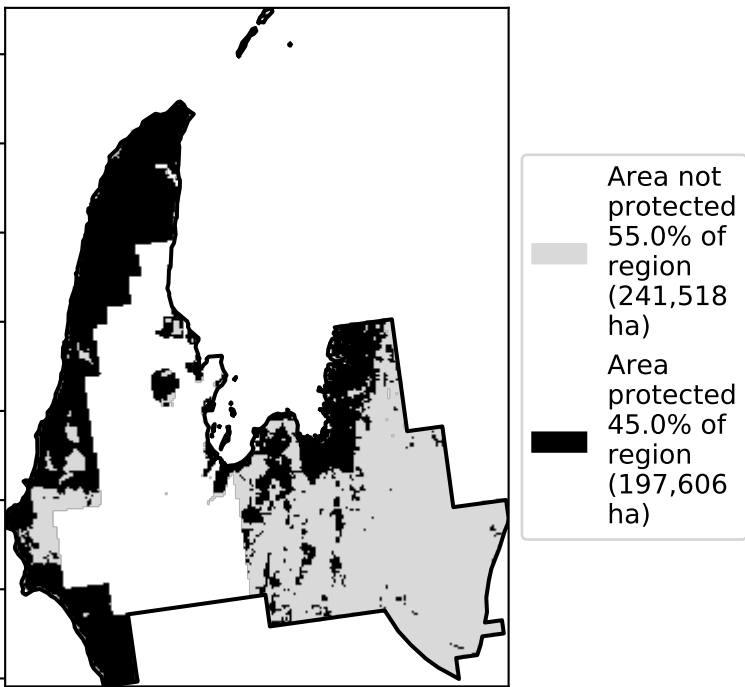 Area not
protected
55.0% of
region
(241,518
ha)
Area
protected
45.0% of
region
(197,606
ha)